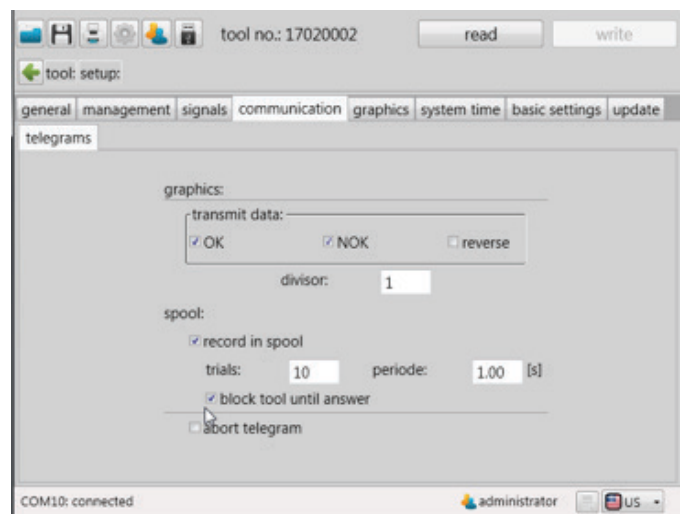 tool no.: 17020002 read write
tool: setup:
general management signals communication graphics system time basic settings update
telegrams
graphics:
transmit data:
OK NOK reverse
divisor: 1
spool:
record in spool
trials: 10 periode: 1.00 [s]
block tool until answer
abort telegram
COM10: connected administrator US